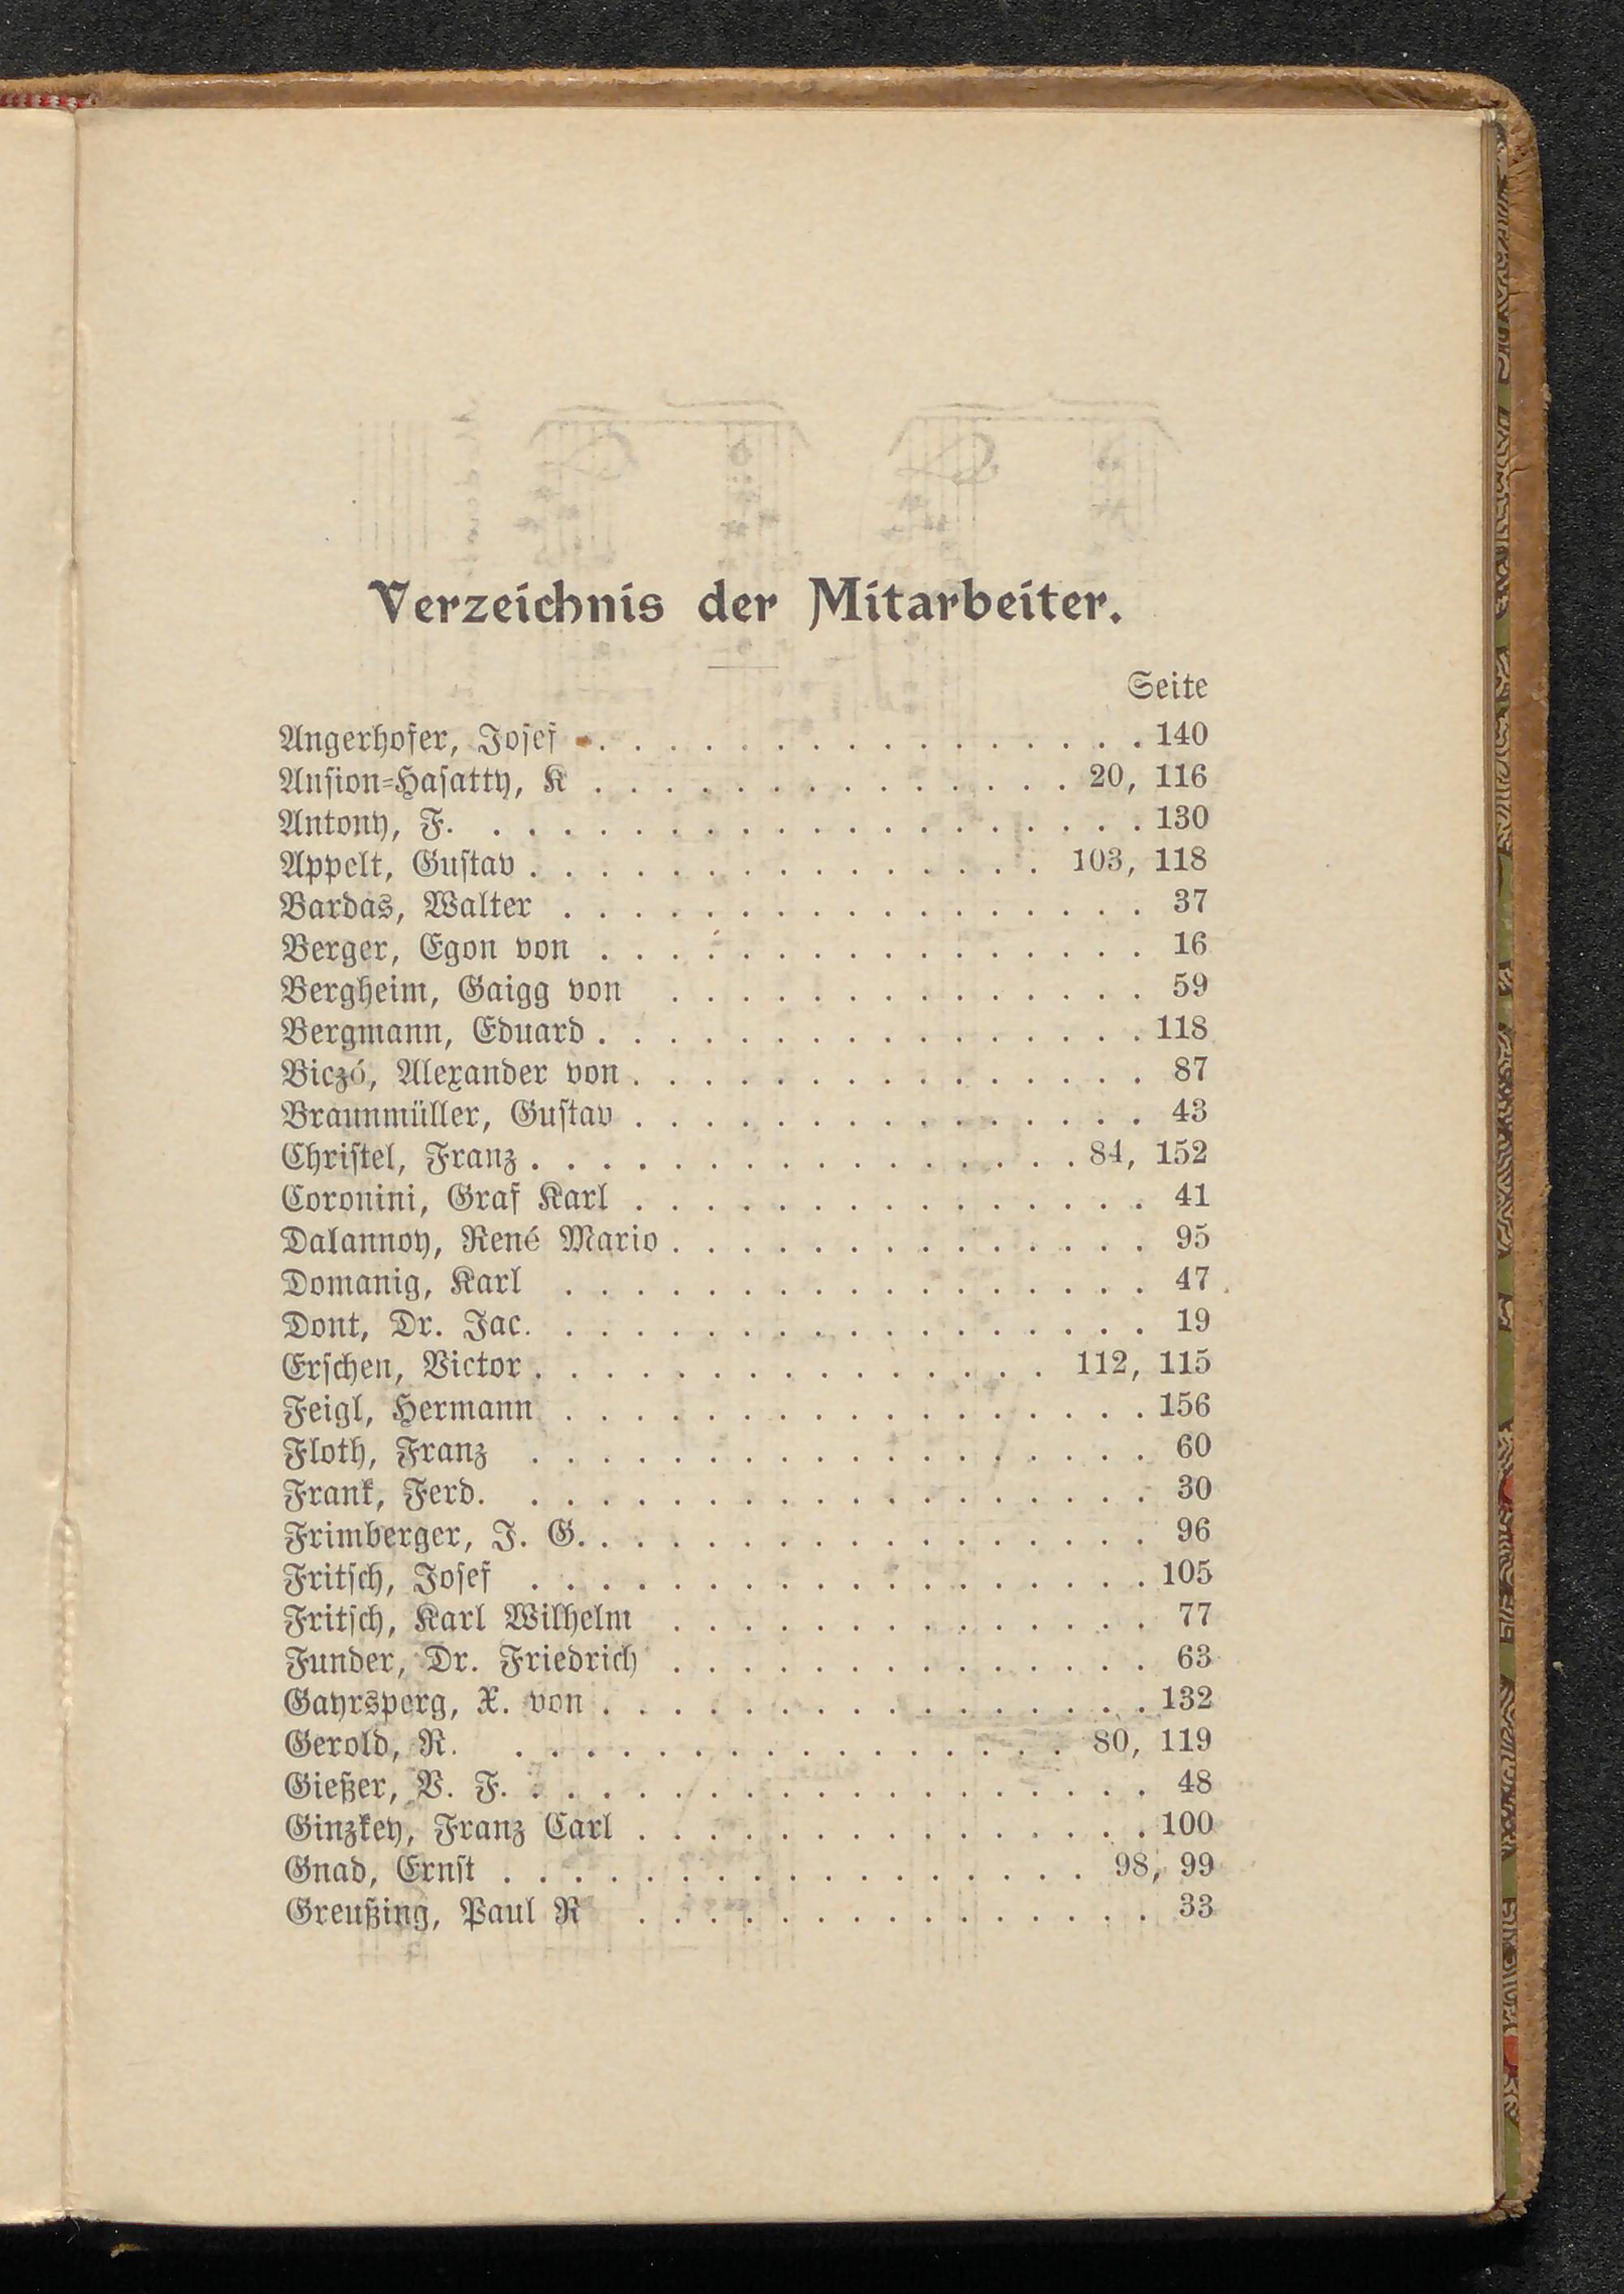 Verzeichnis der Mitarbeiter.
Seite
Angerhofer, Josef . . . . . . . . . . . . . . . . 140
Ansion=Hasatty, K . . . . . . . . . . . . . . 20, 116
Antony, F. . . . . . . . . . . . . . . . . . . . 130
Appelt, Gustav . . . . . . . . . . . . . . . 103, 118
Bardas, Walter . . . . . . . . . . . . . . . . . 37
Berger, Egon von . . . . . . . . . . . . . . . . 16
Bergheim, Gaigg von . . . . . . . . . . . . . . 59
Bergmann, Eduard . . . . . . . . . . . . . . . . 118
Biczó, Alexander von . . . . . . . . . . . . . . . 87
Braunmüller, Gustav . . . . . . . . . . . . . . . 43
Christel, Franz . . . . . . . . . . . . . . . . 84, 152
Coronini, Graf Karl . . . . . . . . . . . . . . . 41
Dalannoy, René Mario . . . . . . . . . . . . . . 95
Domanig, Karl . . . . . . . . . . . . . . . . . 47
Dont, Dr. Jac. . . . . . . . . . . . . . . . . . 19
Erschen, Victor . . . . . . . . . . . . . . . 112, 115
Feigl, Hermann . . . . . . . . . . . . . . . . . 156
Floth, Franz . . . . . . . . . . . . . . . . . . 60
Frank, Ferd. . . . . . . . . . . . . . . . . . . 30
Frimberger, J. G. . . . . . . . . . . . . . . . . 96
Fritsch, Josef . . . . . . . . . . . . . . . . . . 105
Fritsch, Karl Wilhelm . . . . . . . . . . . . . . 77
Funder, Dr. Friedrich . . . . . . . . . . . . . . 63
Gayrsperg, X. von . . . . . . . . . . . . . . . . 132
Gerold, R. . . . . . . . . . . . . . . . . 80, 119
Gießer, V. F. . . . . . . . . . . . . . . . . . . 48
Ginzkey, Franz Carl . . . . . . . . . . . . . . . 100
Gnad, Ernst . . . . . . . . . . . . . . . . . 98, 99
Greußing, Paul R . . . . . . . . . . . . . . . 33